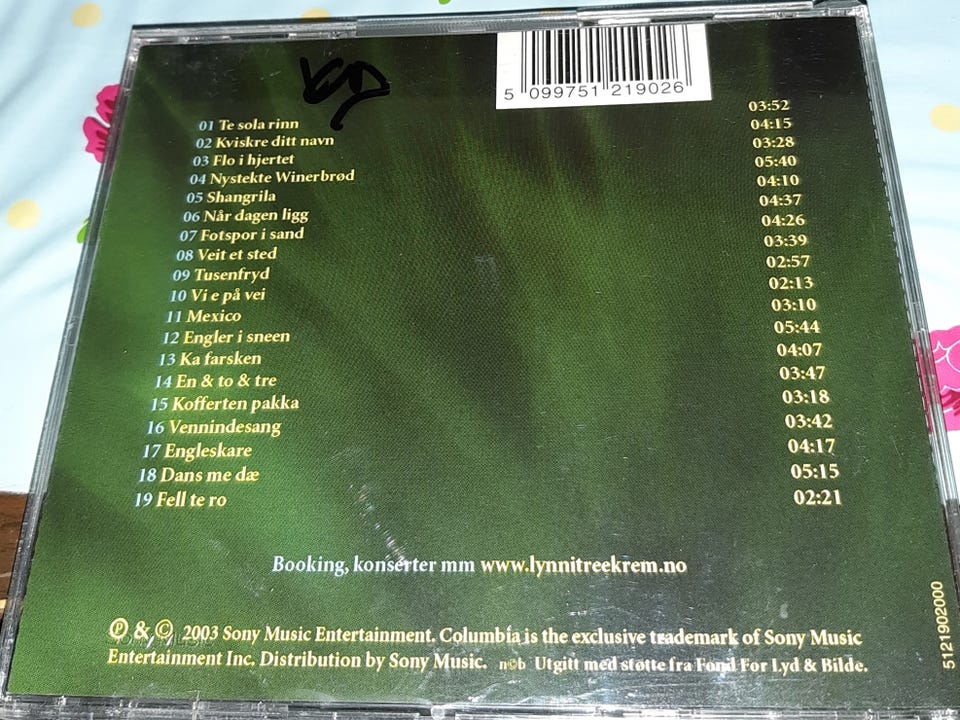 5 099751 219026
01 Te sola rinn 03:52
02 Kviskre ditt navn 04:15
03 Flo i hjertet 03:28
04 Nystekte Winerbrød 05:40
05 Shangrila 04:10
06 Når dagen ligg 04:37
07 Fotspor i sand 04:26
08 Veit et sted 03:39
09 Tusenfryd 02:57
10 Vi e på vei 02:13
11 Mexico 03:10
12 Engler i sneen 05:44
13 Ka farsken 04:07
14 En & to & tre 03:47
15 Kofferten pakka 03:18
16 Vennindesang 03:42
17 Engleskare 04:17
18 Dans me dæ 05:15
19 Fell te ro 02:21
Booking, konserter mm www.lynnitreekrem.no
℗ & © 2003 Sony Music Entertainment. Columbia is the exclusive trademark of Sony Music
Entertainment Inc. Distribution by Sony Music. n©b Utgitt med støtte fra Fond For Lyd & Bilde.
5121902000